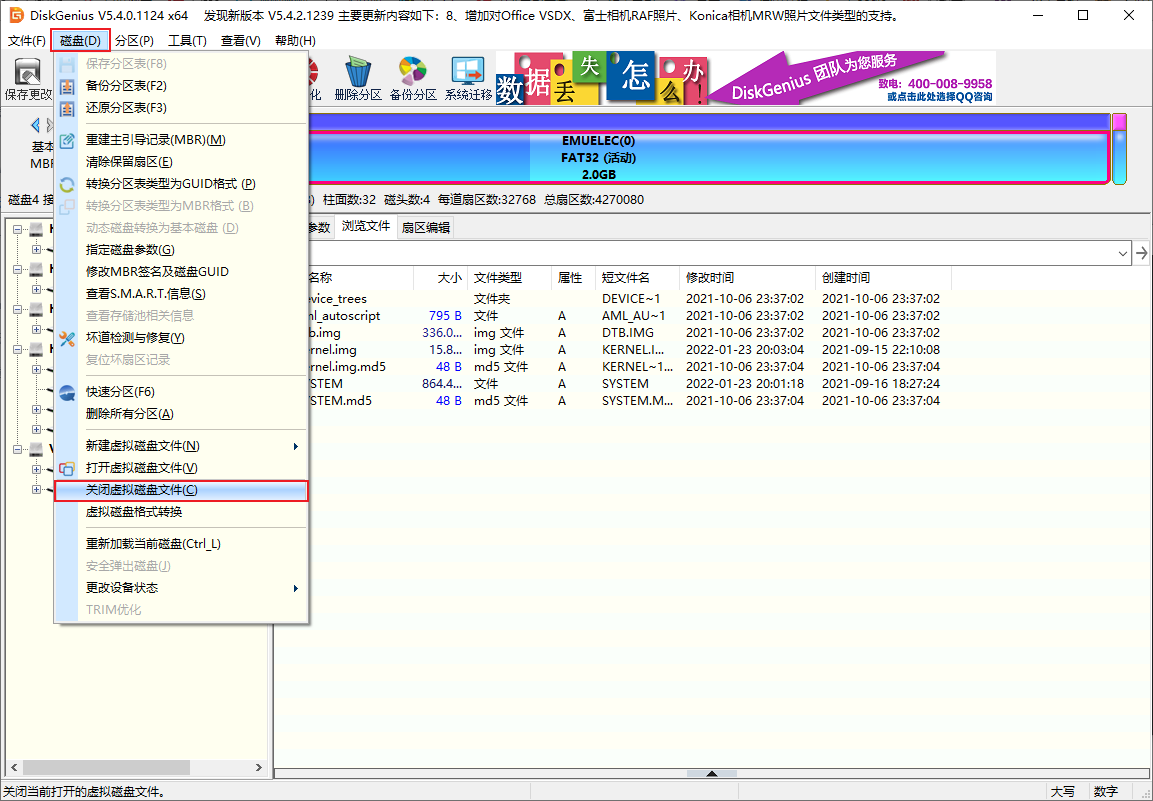 DiskGenius V5.4.0.1124 x64 发现新版本 V5.4.2.1239 主要更新内容如下：8、增加对Office VSDX、富士相机RAF照片、Konica相机MRW照片文件类型的支持。
文件(F) 磁盘(D) 分区(P) 工具(T) 查看(V) 帮助(H)
保存更改 化 删除分区 备份分区 系统迁移
数据丢失怎么办!
DiskGenius 团队为您服务
致电：400-008-9958
或点击此处选择QQ咨询
保存分区表(F8)
备份分区表(F2)
还原分区表(F3)
重建主引导记录(MBR)(M)
清除保留扇区(E)
转换分区表类型为GUID格式 (P)
转换分区表类型为MBR格式 (B)
动态磁盘转换为基本磁盘 (D)
指定磁盘参数(G)
修改MBR签名及磁盘GUID
查看S.M.A.R.T.信息(S)
查看存储池相关信息
坏道检测与修复(Y)
复位坏扇区记录
快速分区(F6)
删除所有分区(A)
新建虚拟磁盘文件(N)
打开虚拟磁盘文件(V)
关闭虚拟磁盘文件(C)
虚拟磁盘格式转换
重新加载当前磁盘(Ctrl_L)
安全弹出磁盘(J)
更改设备状态
TRIM优化
基本
MBR
EMUELEC(0)
FAT32 (活动)
2.0GB
磁盘4 接 ) 柱面数:32 磁头数:4 每道扇区数:32768 总扇区数:4270080
参数 浏览文件 扇区编辑
名称 大小 文件类型 属性 短文件名 修改时间 创建时间
evice_trees 文件夹 DEVICE~1 2021-10-06 23:37:02 2021-10-06 23:37:02
ml_autoscript 795 B 文件 A AML_AU~1 2021-10-06 23:37:02 2021-10-06 23:37:02
b.img 336.0... img 文件 A DTB.IMG 2021-10-06 23:37:02 2021-10-06 23:37:02
ernel.img 15.8... img 文件 A KERNEL.I... 2022-01-23 20:03:04 2021-09-15 22:10:08
ernel.img.md5 48 B md5 文件 A KERNEL~1... 2021-10-06 23:37:04 2021-10-06 23:37:04
YSTEM 864.4... 文件 A SYSTEM 2022-01-23 20:01:18 2021-09-16 18:27:24
YSTEM.md5 48 B md5 文件 A SYSTEM.M... 2021-10-06 23:37:04 2021-10-06 23:37:04
关闭当前打开的虚拟磁盘文件。 大写 数字